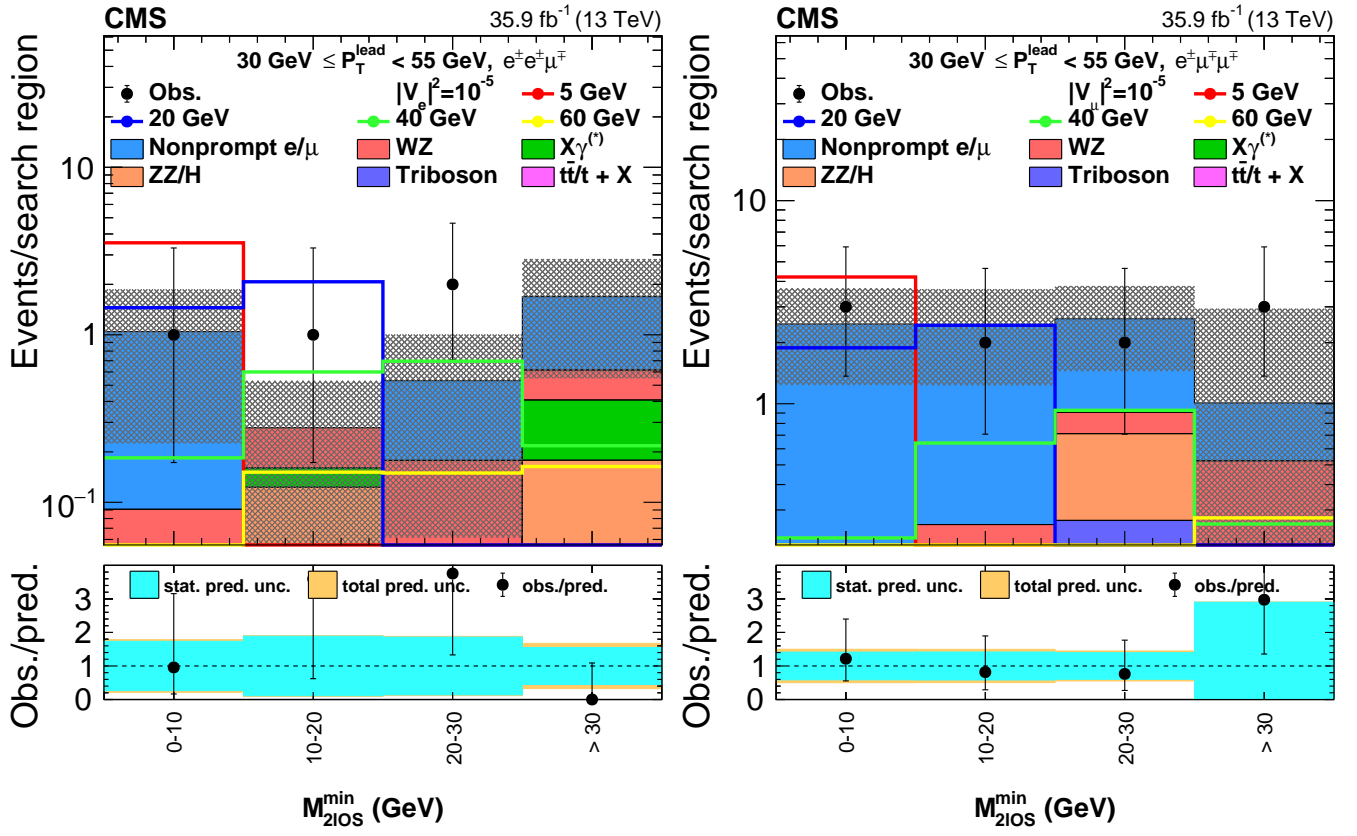 CMS 35.9 fb⁻¹ (13 TeV)
30 GeV ≤ P_T^lead < 55 GeV, e±e±μ∓
Obs. |V_e|²=10⁻⁵ 5 GeV
20 GeV 40 GeV 60 GeV
Nonprompt e/μ WZ Xγ(*)
ZZ/H Triboson tt̄/t + X
Events/search region
10
1
10⁻¹
stat. pred. unc. total pred. unc. obs./pred.
Obs./pred.
3
2
1
0
0-10 10-20 20-30 > 30
M_2lOS^min (GeV)
CMS 35.9 fb⁻¹ (13 TeV)
30 GeV ≤ P_T^lead < 55 GeV, e±μ∓μ∓
Obs. |V_μ|²=10⁻⁵ 5 GeV
20 GeV 40 GeV 60 GeV
Nonprompt e/μ WZ Xγ(*)
ZZ/H Triboson tt̄/t + X
Events/search region
10
1
stat. pred. unc. total pred. unc. obs./pred.
Obs./pred.
3
2
1
0
0-10 10-20 20-30 > 30
M_2lOS^min (GeV)